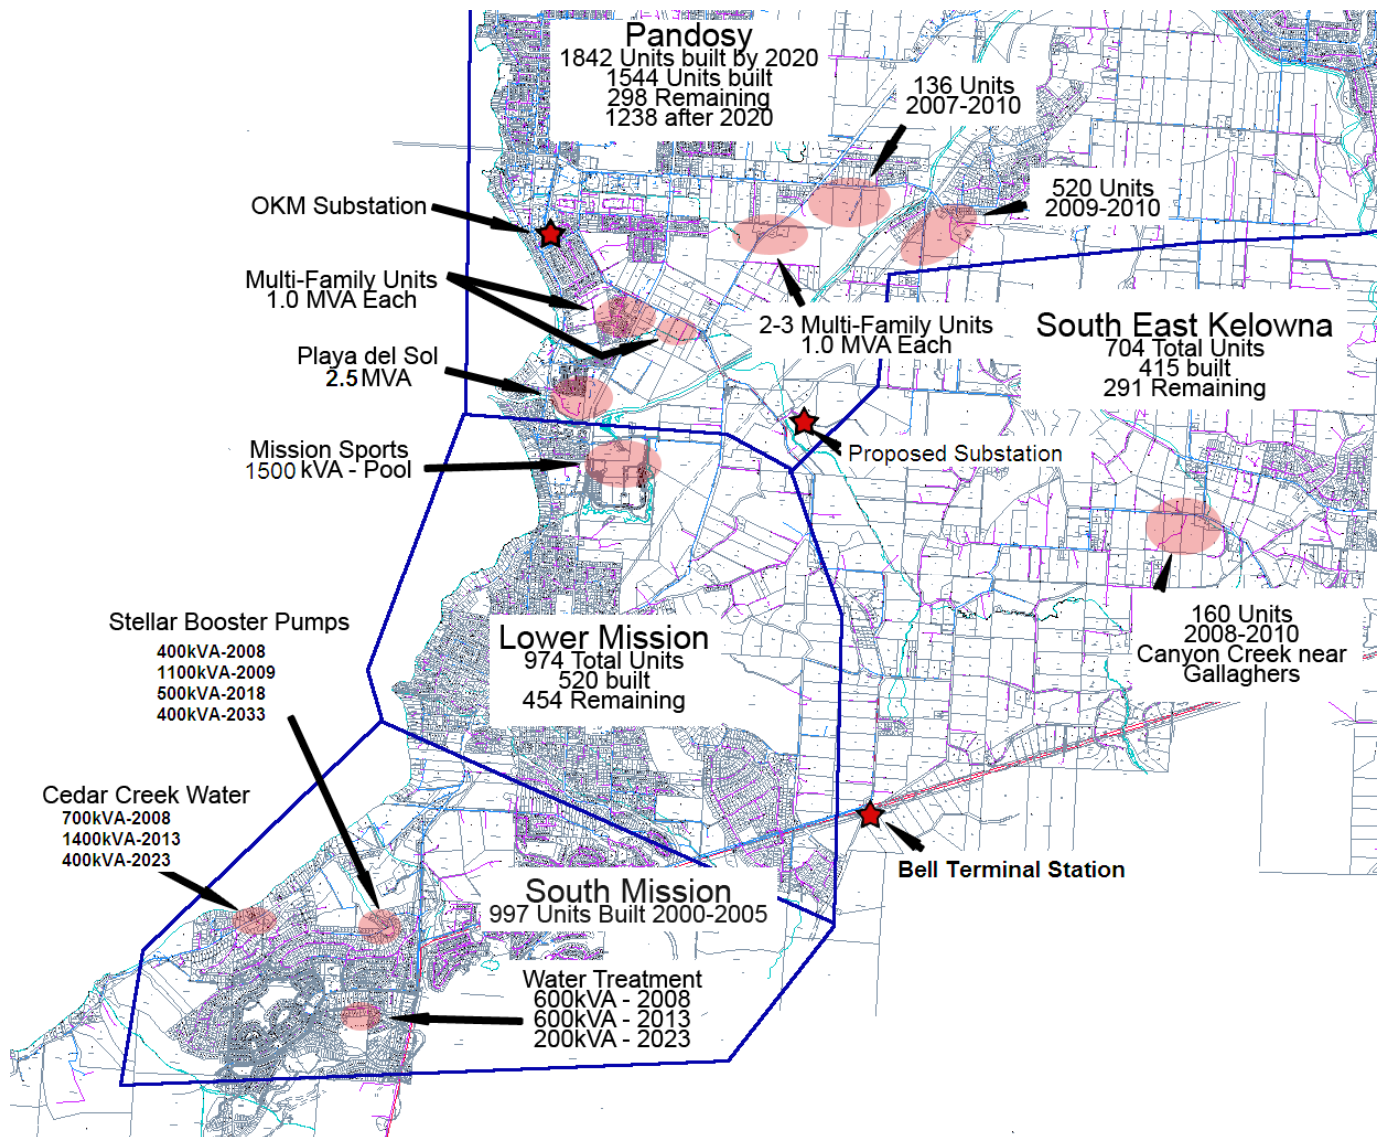 Pandosy
1842 Units built by 2020
1544 Units built
298 Remaining
1238 after 2020
136 Units
2007-2010
520 Units
2009-2010
OKM Substation
Multi-Family Units
1.0 MVA Each
2-3 Multi-Family Units
1.0 MVA Each
South East Kelowna
704 Total Units
415 built
291 Remaining
Playa del Sol
2.5 MVA
Mission Sports
1500 kVA - Pool
Proposed Substation
160 Units
2008-2010
Canyon Creek near
Gallaghers
Stellar Booster Pumps
400kVA-2008
1100kVA-2009
500kVA-2018
400kVA-2033
Lower Mission
974 Total Units
520 built
454 Remaining
Cedar Creek Water
700kVA-2008
1400kVA-2013
400kVA-2023
Bell Terminal Station
South Mission
997 Units Built 2000-2005
Water Treatment
600kVA - 2008
600kVA - 2013
200kVA - 2023